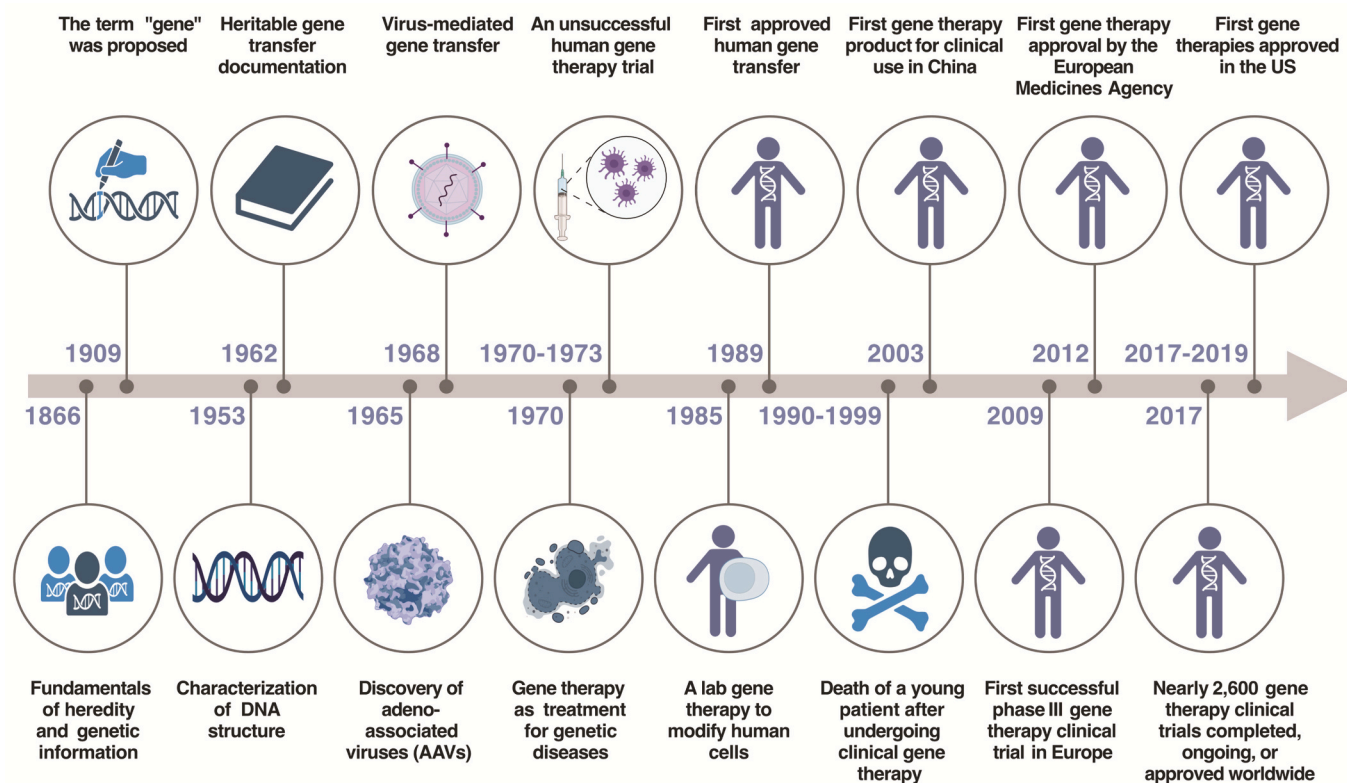 The term "gene"
was proposed
Heritable gene
transfer
documentation
Virus-mediated
gene transfer
An unsuccessful
human gene
therapy trial
First approved
human gene
transfer
First gene therapy
product for clinical
use in China
First gene therapy
approval by the
European
Medicines Agency
First gene
therapies approved
in the US
1909
1962
1968
1970-1973
1989
2003
2012
2017-2019
1866
1953
1965
1970
1985
1990-1999
2009
2017
Fundamentals
of heredity
and genetic
information
Characterization
of DNA
structure
Discovery of
adeno-
associated
viruses (AAVs)
Gene therapy
as treatment
for genetic
diseases
A lab gene
therapy to
modify human
cells
Death of a young
patient after
undergoing
clinical gene
therapy
First successful
phase III gene
therapy clinical
trial in Europe
Nearly 2,600 gene
therapy clinical
trials completed,
ongoing, or
approved worldwide